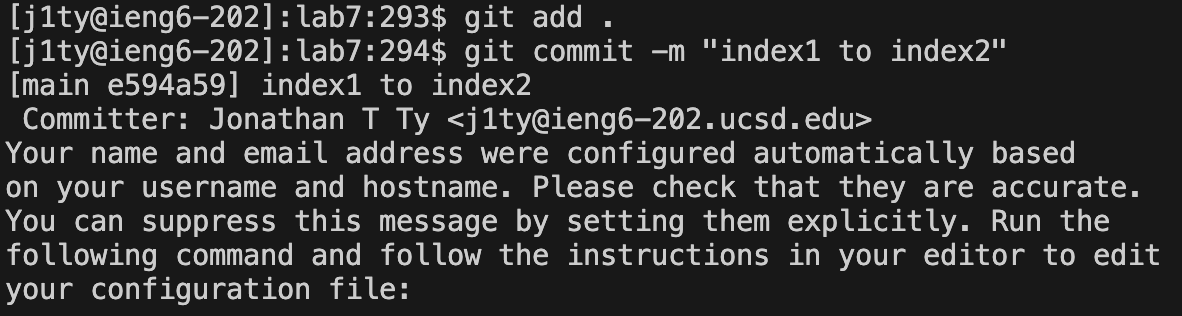 [j1ty@ieng6-202]:lab7:293$ git add .
[j1ty@ieng6-202]:lab7:294$ git commit -m "index1 to index2"
[main e594a59] index1 to index2
 Committer: Jonathan T Ty <j1ty@ieng6-202.ucsd.edu>
Your name and email address were configured automatically based
on your username and hostname. Please check that they are accurate.
You can suppress this message by setting them explicitly. Run the
following command and follow the instructions in your editor to edit
your configuration file: